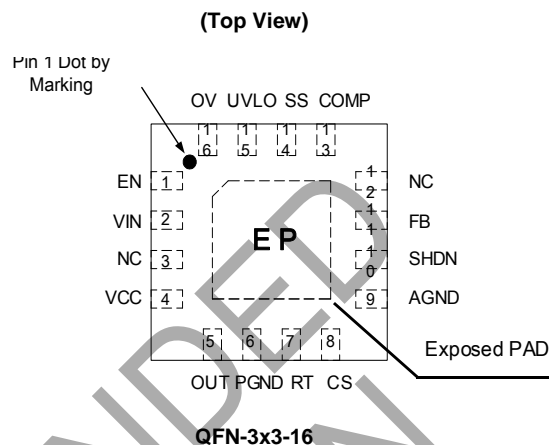 (Top View)
Pin 1 Dot by
Marking
OV UVLO SS COMP
16 15 14 13
EN 1 12 NC
VIN 2 11 FB
NC 3 EP 10 SHDN
VCC 4 9 AGND
5 6 7 8
Exposed PAD
OUT PGND RT CS
QFN-3x3-16